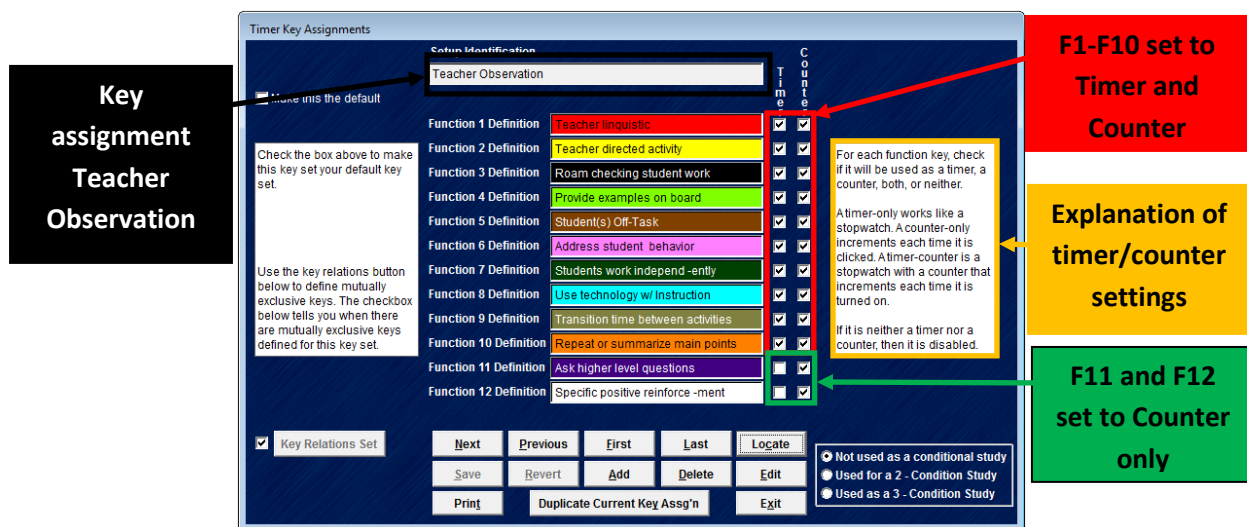 Timer Key Assignments
Setup Identification
Teacher Observation
Make this the default
Timer
Counter
Key
assignment
Teacher
Observation
Check the box above to make
this key set your default key
set.
Use the key relations button
below to define mutually
exclusive keys. The checkbox
below tells you when there
are mutually exclusive keys
defined for this key set.
Function 1 Definition Teacher linguistic
Function 2 Definition Teacher directed activity
Function 3 Definition Roam checking student work
Function 4 Definition Provide examples on board
Function 5 Definition Student(s) Off-Task
Function 6 Definition Address student behavior
Function 7 Definition Students work independ -ently
Function 8 Definition Use technology w/ Instruction
Function 9 Definition Transition time between activities
Function 10 Definition Repeat or summarize main points
Function 11 Definition Ask higher level questions
Function 12 Definition Specific positive reinforce -ment
For each function key, check
if it will be used as a timer, a
counter, both, or neither.
A timer-only works like a
stopwatch. A counter-only
increments each time it is
clicked. A timer-counter is a
stopwatch with a counter that
increments each time it is
turned on.
If it is neither a timer nor a
counter, then it is disabled.
F1-F10 set to
Timer and
Counter
Explanation of
timer/counter
settings
F11 and F12
set to Counter
only
Key Relations Set
Next Previous First Last Locate
Save Revert Add Delete Edit
Print Duplicate Current Key Assg'n Exit
Not used as a conditional study
Used for a 2 - Condition Study
Used as a 3 - Condition Study